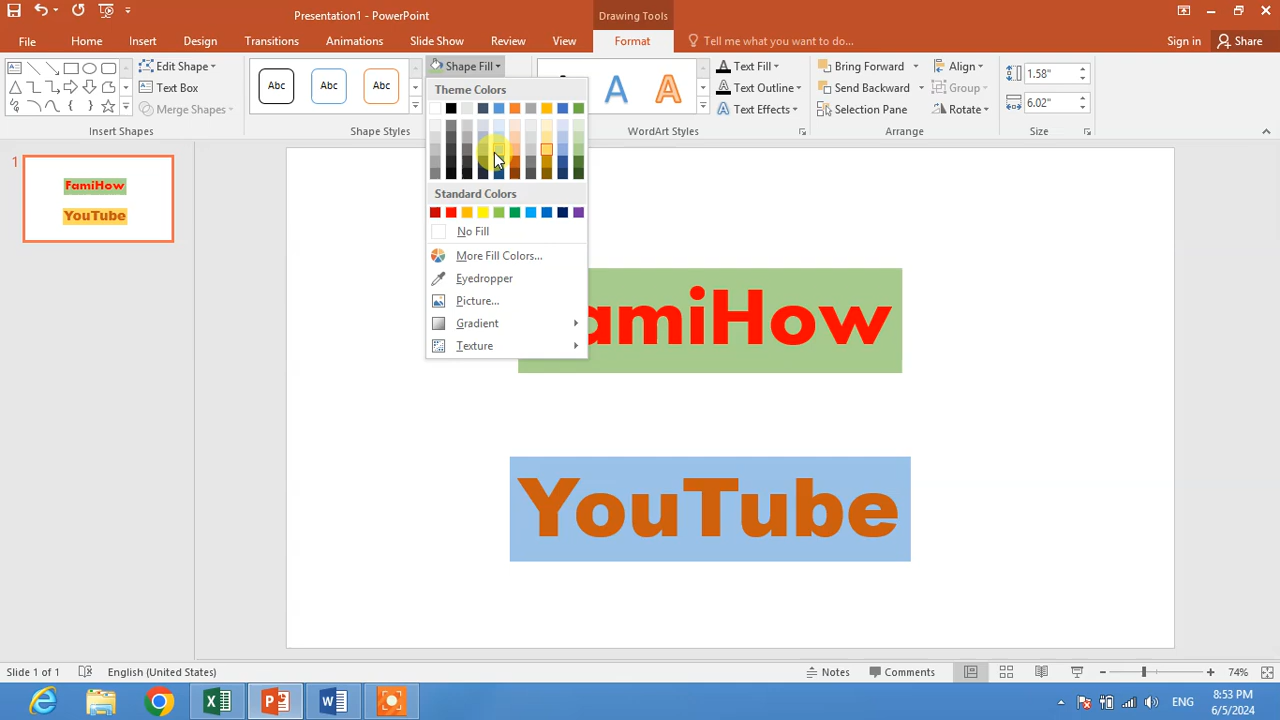 Presentation1 - PowerPoint
Drawing Tools
File Home Insert Design Transitions Animations Slide Show Review View Format Tell me what you want to do... Sign in Share
Edit Shape
Text Box
Merge Shapes
Insert Shapes
Abc Abc Abc
Shape Styles
Shape Fill
Theme Colors
Standard Colors
No Fill
More Fill Colors...
Eyedropper
Picture...
Gradient
Texture
A A
Text Fill
Text Outline
Text Effects
WordArt Styles
Bring Forward
Send Backward
Selection Pane
Align
Group
Rotate
Arrange
1.58"
6.02"
Size
1
FamiHow
YouTube
amiHow
YouTube
Slide 1 of 1 English (United States) Notes Comments 74%
ENG
8:53 PM
6/5/2024